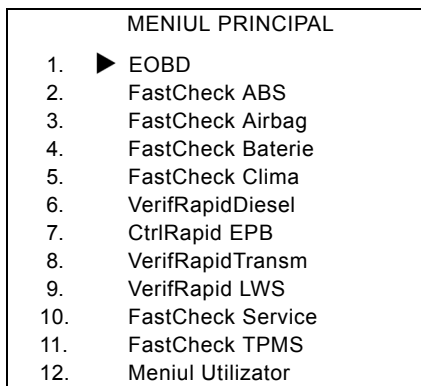 MENIUL PRINCIPAL
1. ▶ EOBD
2. FastCheck ABS
3. FastCheck Airbag
4. FastCheck Baterie
5. FastCheck Clima
6. VerifRapidDiesel
7. CtrlRapid EPB
8. VerifRapidTransm
9. VerifRapid LWS
10. FastCheck Service
11. FastCheck TPMS
12. Meniul Utilizator